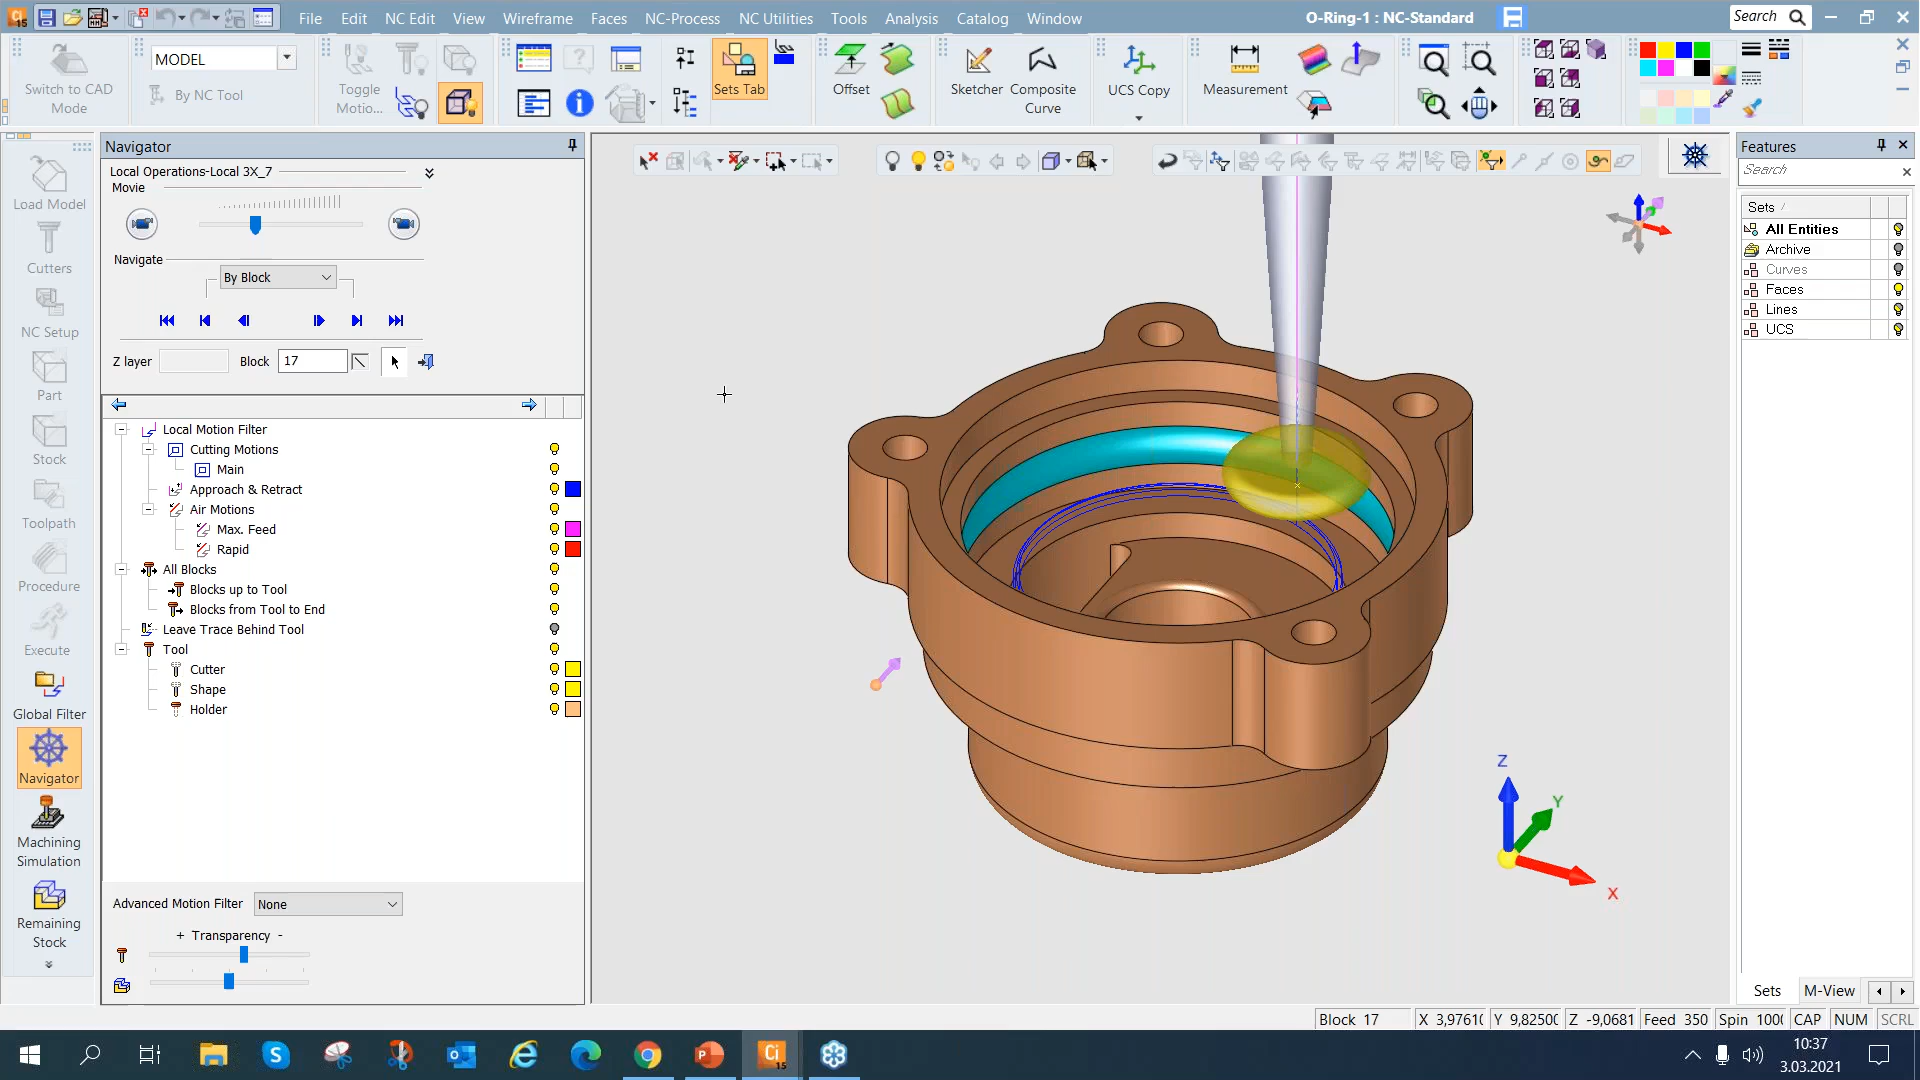 File Edit NC Edit View Wireframe Faces NC-Process NC Utilities Tools Analysis Catalog Window
O-Ring-1 : NC-Standard
Search
Switch to CAD
Mode
MODEL
By NC Tool
Toggle
Motio...
Sets Tab
Offset
Sketcher
Composite
Curve
UCS Copy
Measurement
Load Model
Cutters
NC Setup
Part
Stock
Toolpath
Procedure
Execute
Global Filter
Navigator
Machining
Simulation
Remaining
Stock
Navigator
Local Operations-Local 3X_7
Movie
Navigate
By Block
Z layer
Block 17
Local Motion Filter
Cutting Motions
Main
Approach & Retract
Air Motions
Max. Feed
Rapid
All Blocks
Blocks up to Tool
Blocks from Tool to End
Leave Trace Behind Tool
Tool
Cutter
Shape
Holder
Advanced Motion Filter None
+ Transparency -
Z
Y
X
Features
Search
Sets
All Entities
Archive
Curves
Faces
Lines
UCS
Sets M-View
Block 17 X 3,9761( Y 9,8250( Z -9,0681 Feed 350 Spin 100( CAP NUM SCRL
Ci
15
10:37
3.03.2021